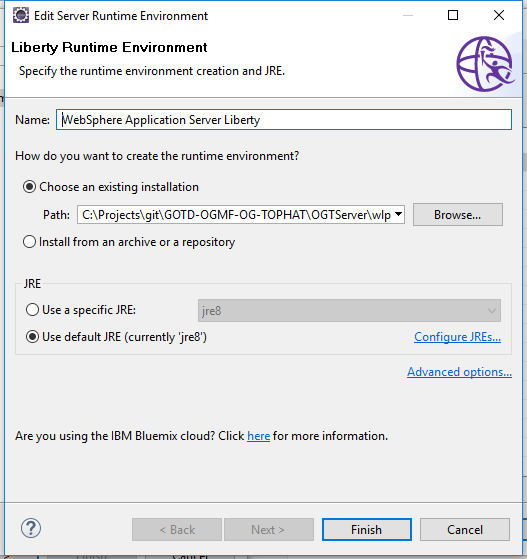 Edit Server Runtime Environment
Liberty Runtime Environment
Specify the runtime environment creation and JRE.
Name: WebSphere Application Server Liberty
How do you want to create the runtime environment?
Choose an existing installation
Path: C:\Projects\git\GOTD-OGMF-OG-TOPHAT\OGTServer\wlp Browse...
Install from an archive or a repository
JRE
Use a specific JRE: jre8
Use default JRE (currently 'jre8') Configure JREs...
Advanced options...
Are you using the IBM Bluemix cloud? Click here for more information.
? < Back Next > Finish Cancel